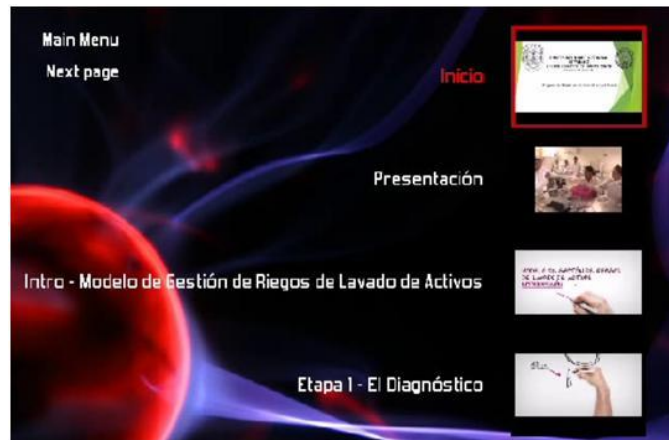 Main Menu
Next page
Inicio
Presentación
Intro - Modelo de Gestión de Riegos de Lavado de Activos
Etapa 1 - El Diagnóstico